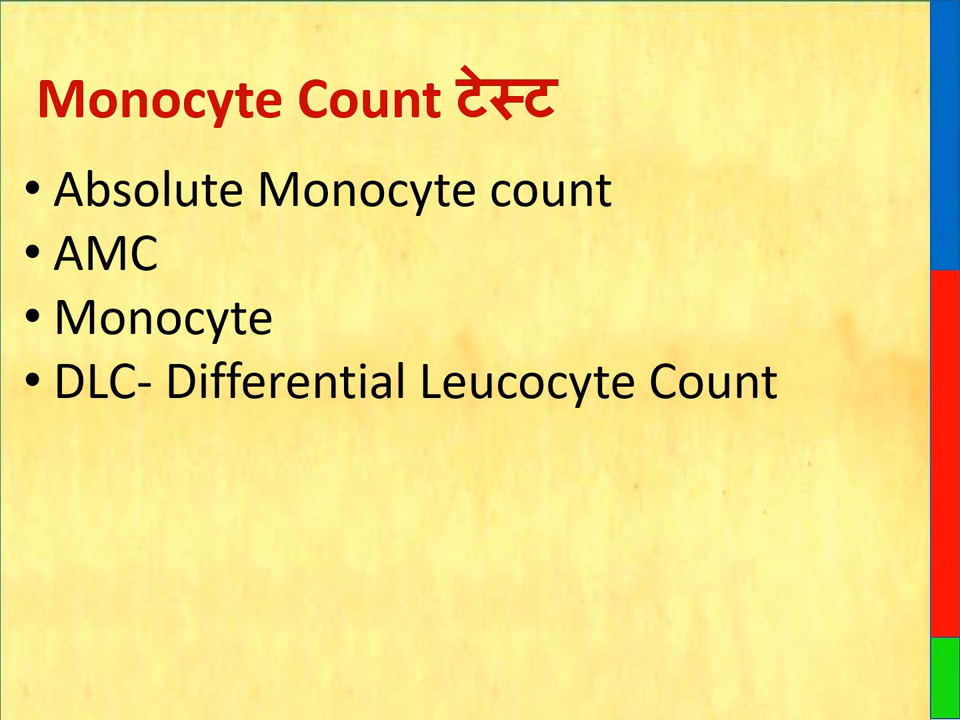 Monocyte Count टेस्ट
• Absolute Monocyte count
• AMC
• Monocyte
• DLC- Differential Leucocyte Count